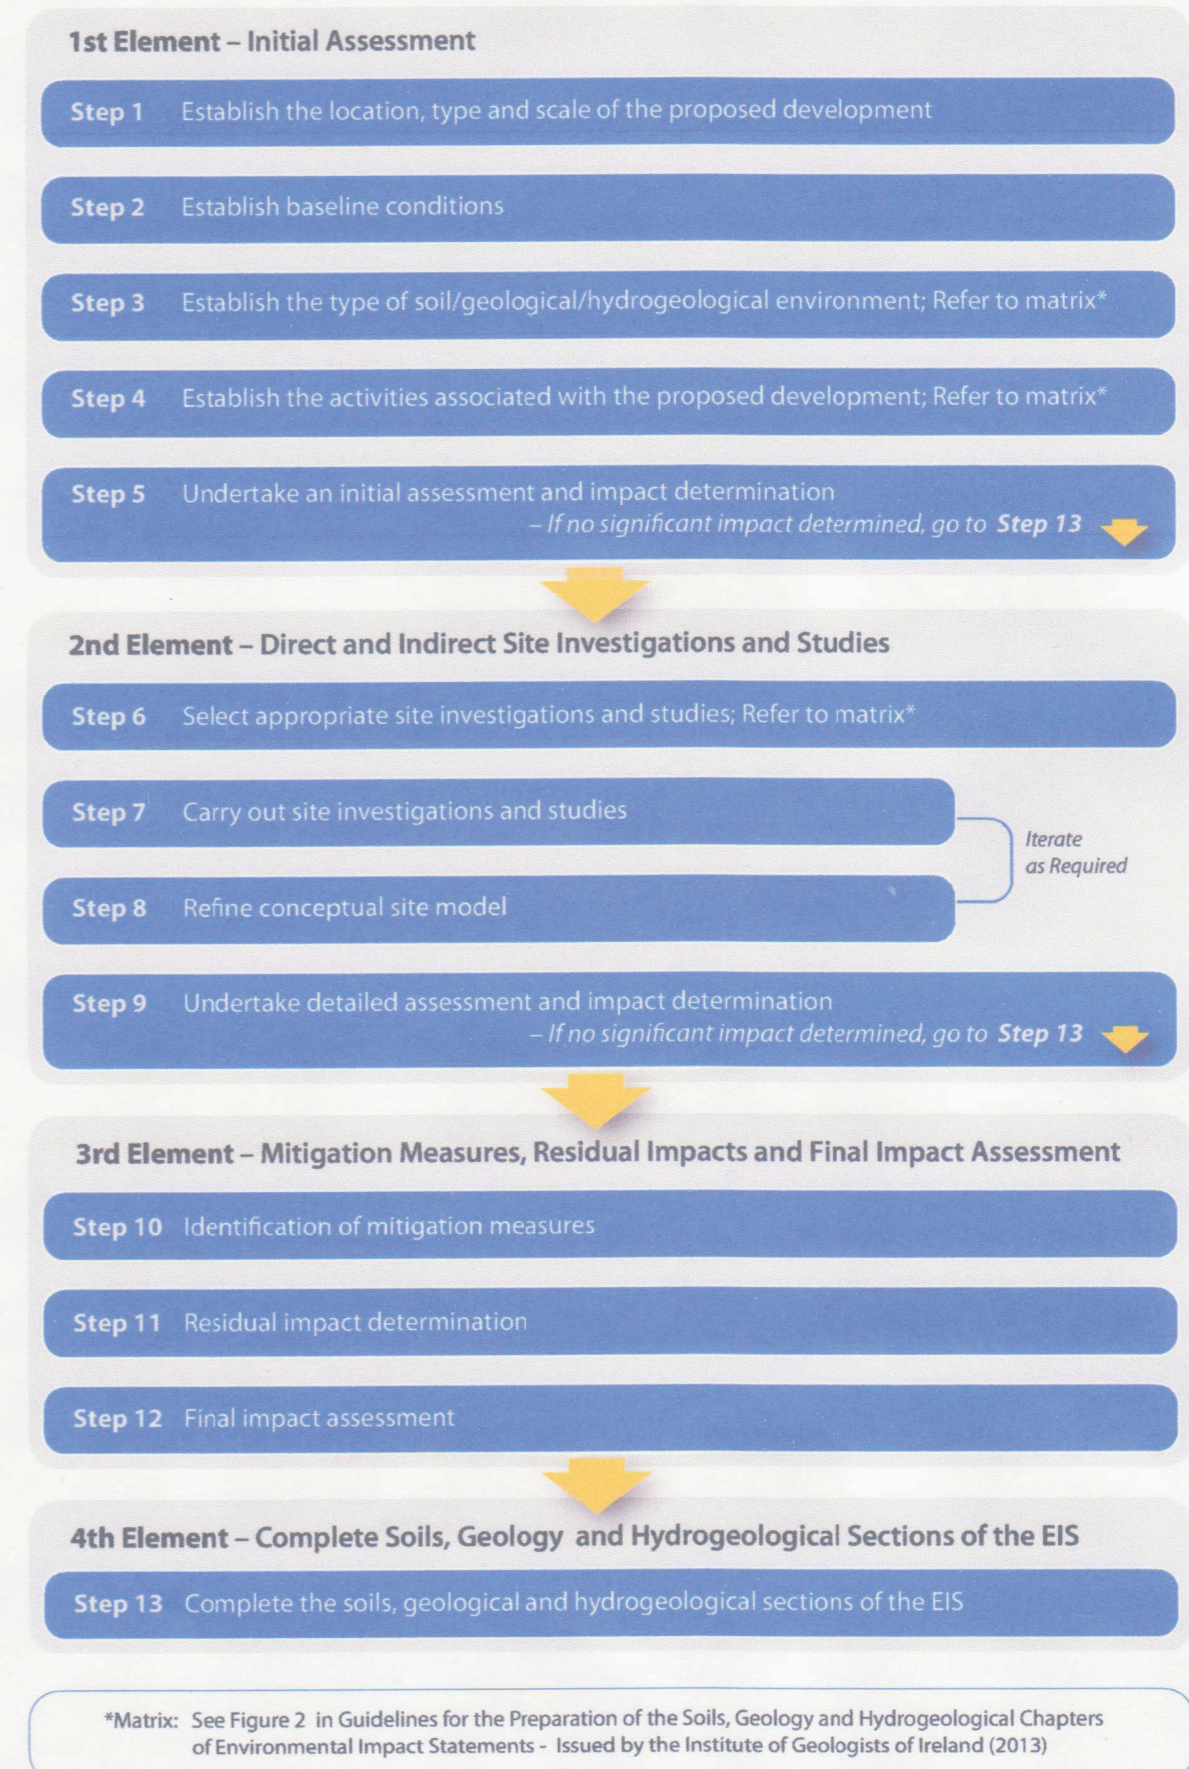 1st Element – Initial Assessment
Step 1 Establish the location, type and scale of the proposed development
Step 2 Establish baseline conditions
Step 3 Establish the type of soil/geological/hydrogeological environment; Refer to matrix*
Step 4 Establish the activities associated with the proposed development; Refer to matrix*
Step 5 Undertake an initial assessment and impact determination
– If no significant impact determined, go to Step 13
2nd Element – Direct and Indirect Site Investigations and Studies
Step 6 Select appropriate site investigations and studies; Refer to matrix*
Step 7 Carry out site investigations and studies
Iterate
as Required
Step 8 Refine conceptual site model
Step 9 Undertake detailed assessment and impact determination
– If no significant impact determined, go to Step 13
3rd Element – Mitigation Measures, Residual Impacts and Final Impact Assessment
Step 10 Identification of mitigation measures
Step 11 Residual impact determination
Step 12 Final impact assessment
4th Element – Complete Soils, Geology and Hydrogeological Sections of the EIS
Step 13 Complete the soils, geological and hydrogeological sections of the EIS
*Matrix: See Figure 2 in Guidelines for the Preparation of the Soils, Geology and Hydrogeological Chapters
of Environmental Impact Statements - Issued by the Institute of Geologists of Ireland (2013)